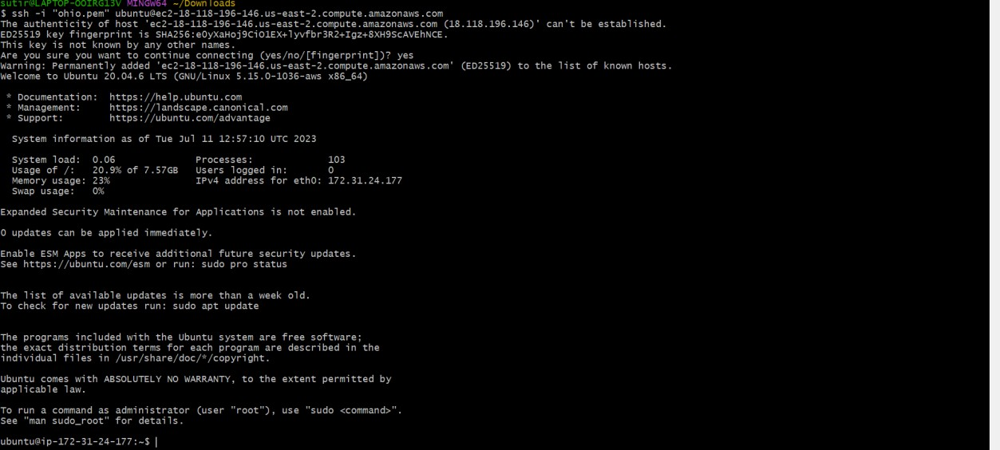 sutir@LAPTOP-OOIRG13V MINGW64 ~/Downloads
$ ssh -i "ohio.pem" ubuntu@ec2-18-118-196-146.us-east-2.compute.amazonaws.com
The authenticity of host 'ec2-18-118-196-146.us-east-2.compute.amazonaws.com (18.118.196.146)' can't be established.
ED25519 key fingerprint is SHA256:eOyXaHoj9CiO1EX+lyvfbr3R2+Igz+8XH9ScAVEhNCE.
This key is not known by any other names.
Are you sure you want to continue connecting (yes/no/[fingerprint])? yes
Warning: Permanently added 'ec2-18-118-196-146.us-east-2.compute.amazonaws.com' (ED25519) to the list of known hosts.
Welcome to Ubuntu 20.04.6 LTS (GNU/Linux 5.15.0-1036-aws x86_64)
* Documentation: https://help.ubuntu.com
* Management: https://landscape.canonical.com
* Support: https://ubuntu.com/advantage
System information as of Tue Jul 11 12:57:10 UTC 2023
System load: 0.06 Processes: 103
Usage of /: 20.9% of 7.57GB Users logged in: 0
Memory usage: 23% IPv4 address for eth0: 172.31.24.177
Swap usage: 0%
Expanded Security Maintenance for Applications is not enabled.
0 updates can be applied immediately.
Enable ESM Apps to receive additional future security updates.
See https://ubuntu.com/esm or run: sudo pro status
The list of available updates is more than a week old.
To check for new updates run: sudo apt update
The programs included with the Ubuntu system are free software;
the exact distribution terms for each program are described in the
individual files in /usr/share/doc/*/copyright.
Ubuntu comes with ABSOLUTELY NO WARRANTY, to the extent permitted by
applicable law.
To run a command as administrator (user "root"), use "sudo <command>".
See "man sudo_root" for details.
ubuntu@ip-172-31-24-177:~$